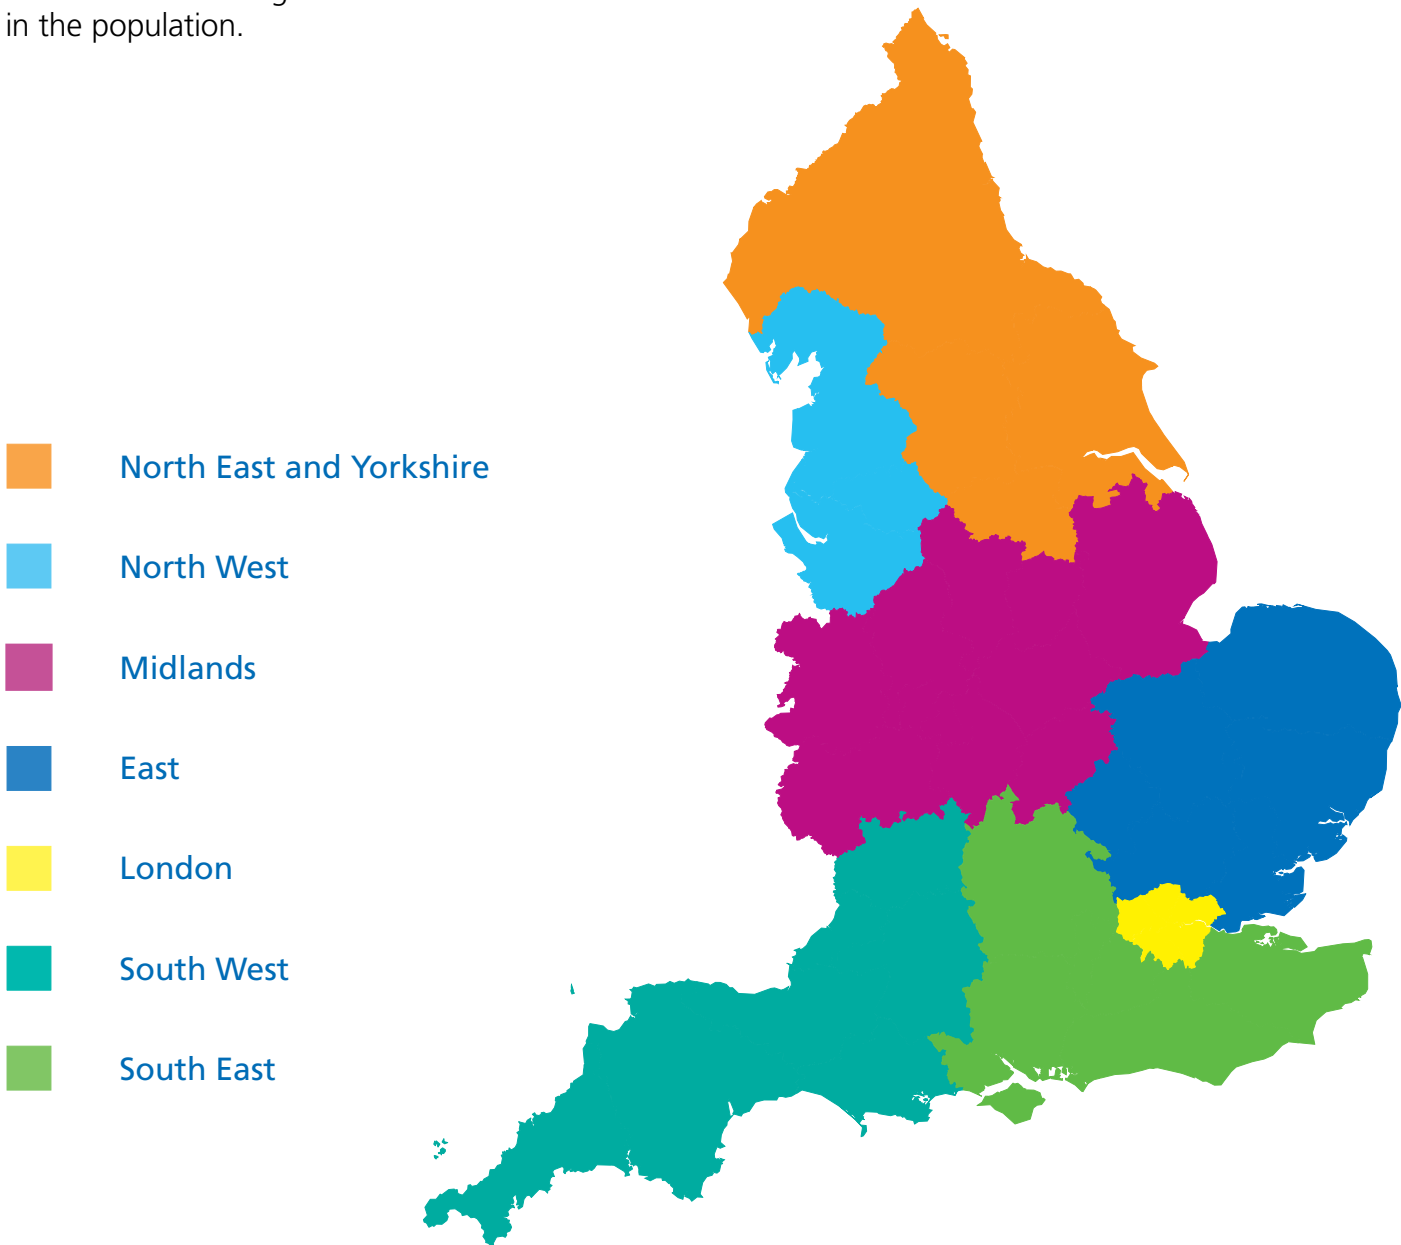 in the population.
North East and Yorkshire
North West
Midlands
East
London
South West
South East